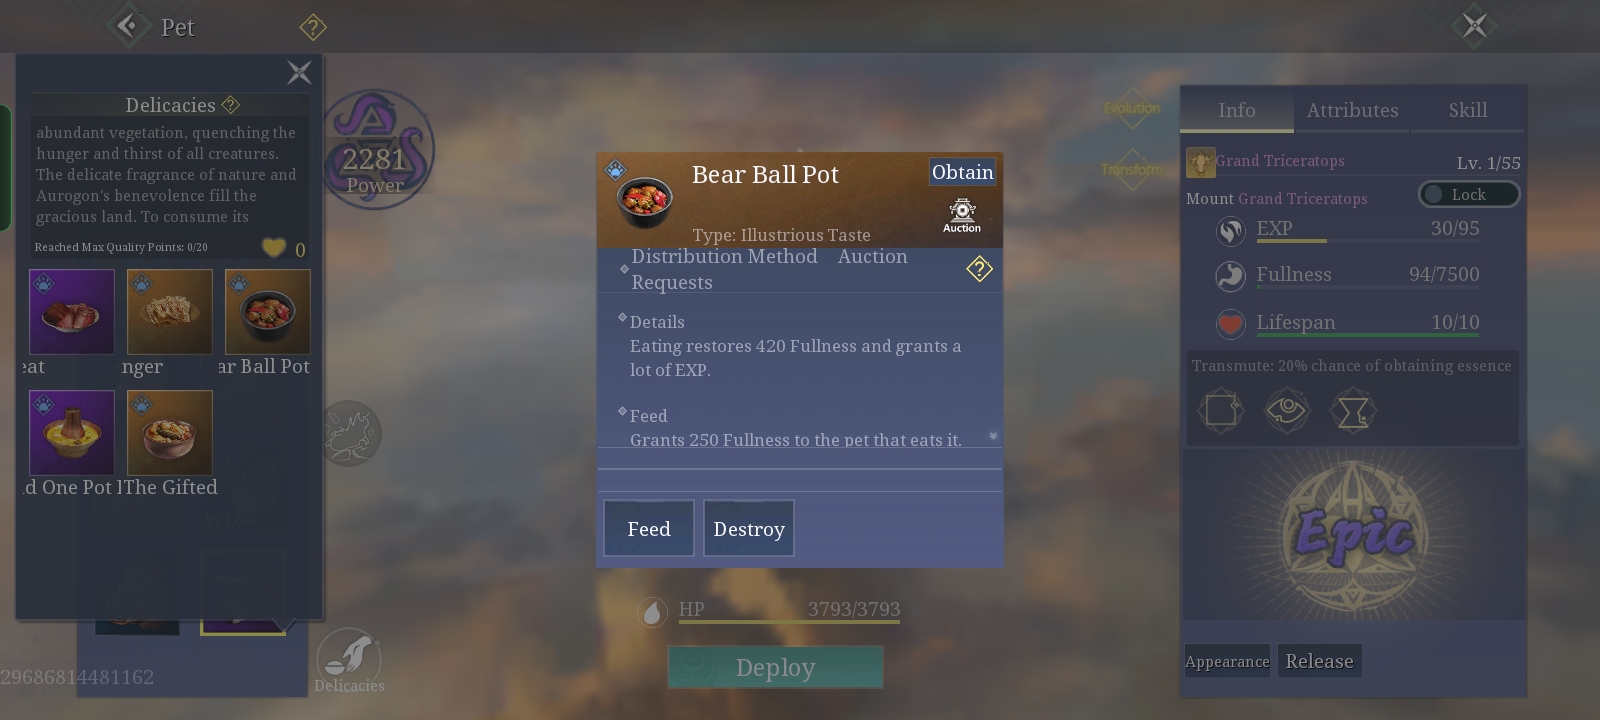 Pet
Delicacies
abundant vegetation, quenching the
hunger and thirst of all creatures.
The delicate fragrance of nature and
Aurogon's benevolence fill the
gracious land. To consume its
Reached Max Quality Points: 0/20
0
eat
nger
ar Ball Pot
d One Pot
The Gifted
In Use
29686814481162
2281
Power
Delicacies
Bear Ball Pot
Obtain
Auction
Type: Illustrious Taste
Distribution Method Auction
Requests
Details
Eating restores 420 Fullness and grants a
lot of EXP.
Feed
Grants 250 Fullness to the pet that eats it.
Feed
Destroy
HP 3793/3793
Deploy
Evolution
Transform
Info
Attributes
Skill
Grand Triceratops
Lv. 1/55
Mount Grand Triceratops
Lock
EXP 30/95
Fullness 94/7500
Lifespan 10/10
Transmute: 20% chance of obtaining essence
Epic
Appearance
Release